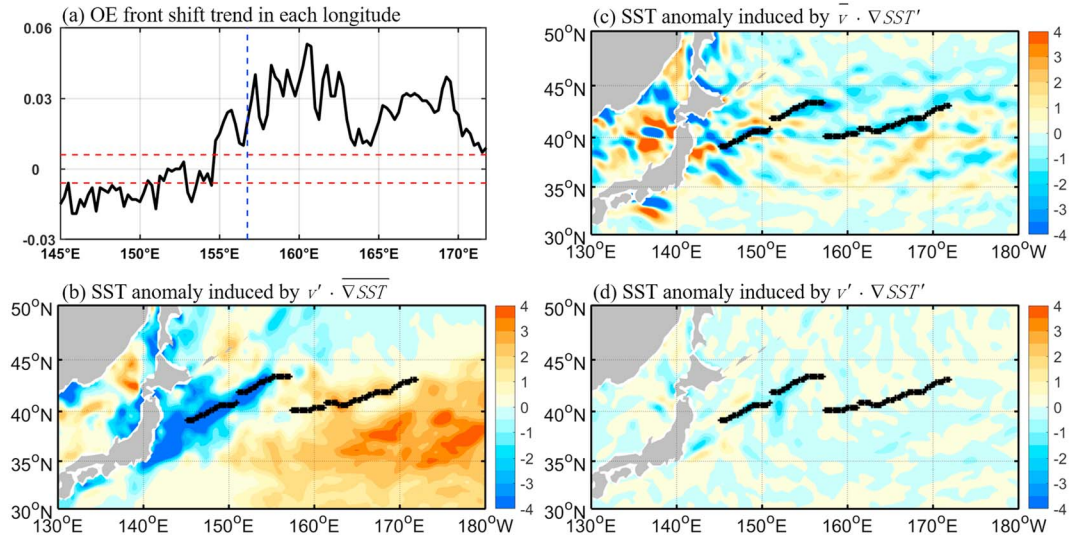 (a) OE front shift trend in each longitude
0.06
0.03
0
-0.03
145°E 150°E 155°E 160°E 165°E 170°E
(b) SST anomaly induced by v′ · ∇SST̅
50°N
45°N
40°N
35°N
30°N
130°E 140°E 150°E 160°E 170°E 180°W
4
3
2
1
0
-1
-2
-3
-4
(c) SST anomaly induced by v̅ · ∇SST′
50°N
45°N
40°N
35°N
30°N
130°E 140°E 150°E 160°E 170°E 180°W
4
3
2
1
0
-1
-2
-3
-4
(d) SST anomaly induced by v′ · ∇SST′
50°N
45°N
40°N
35°N
30°N
130°E 140°E 150°E 160°E 170°E 180°W
4
3
2
1
0
-1
-2
-3
-4